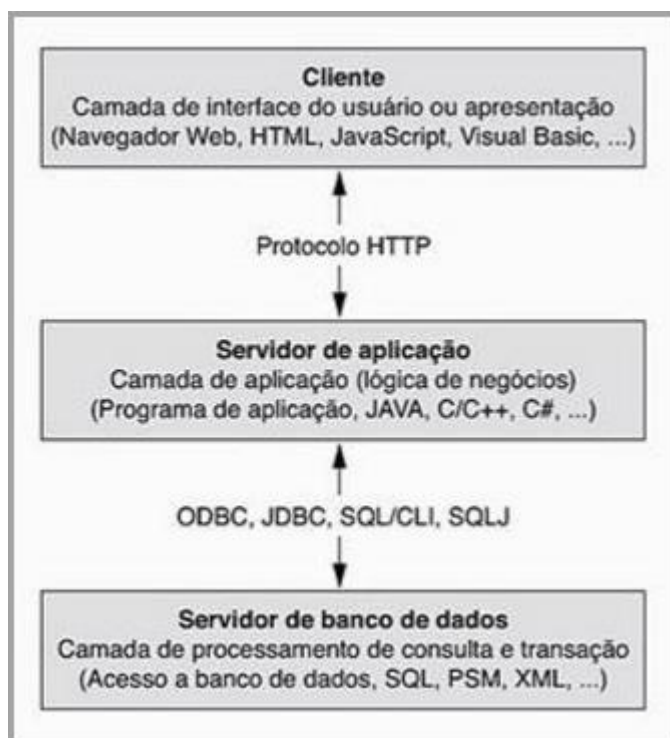 Cliente
Camada de interface do usuário ou apresentação
(Navegador Web, HTML, JavaScript, Visual Basic, ...)
Protocolo HTTP
Servidor de aplicação
Camada de aplicação (lógica de negócios)
(Programa de aplicação, JAVA, C/C++, C#, ...)
ODBC, JDBC, SQL/CLI, SQLJ
Servidor de banco de dados
Camada de processamento de consulta e transação
(Acesso a banco de dados, SQL, PSM, XML, ...)